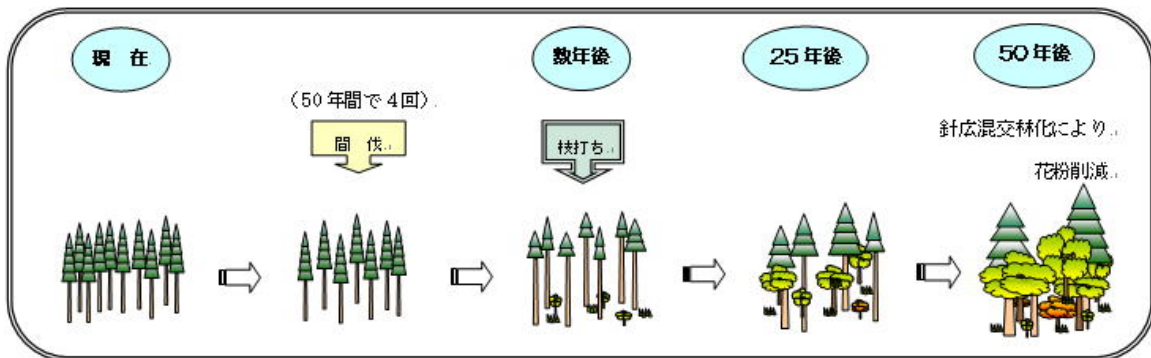 現 在
数年後
25年後
50年後
（50年間で4回）
間 伐
枝打ち
針広混交林化により
花粉削減